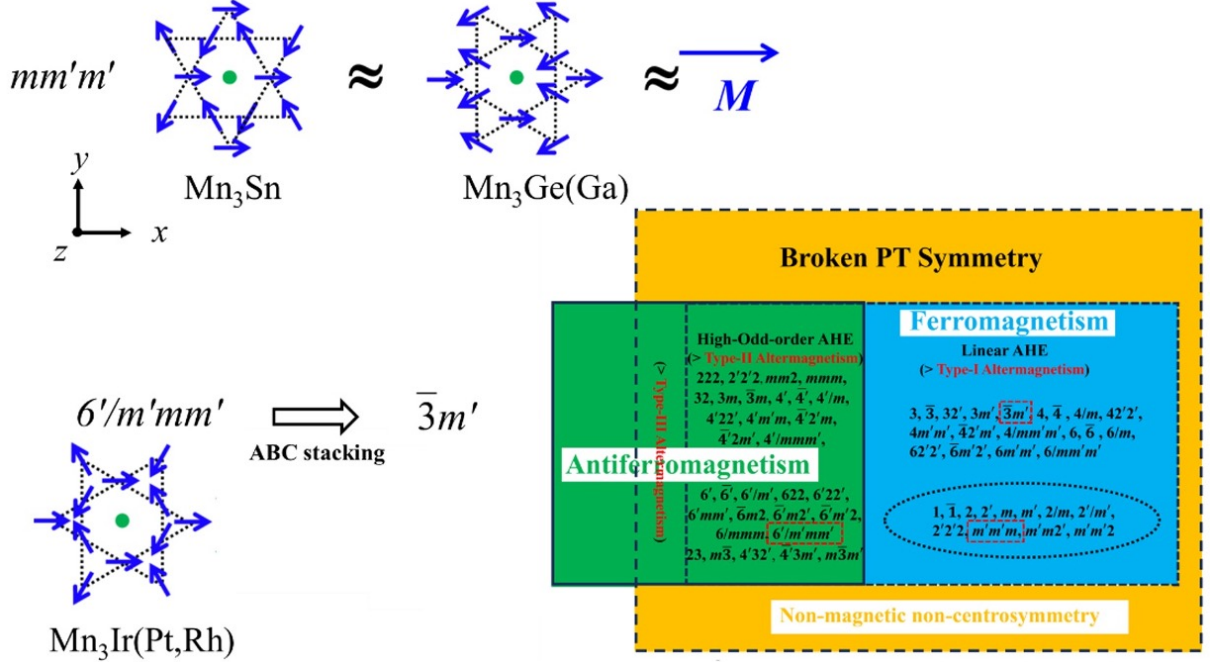 mm′m′
≈
≈
M
Mn₃Sn
Mn₃Ge(Ga)
y
x
z
6′/m′mm′
ABC stacking
3̅m′
Mn₃Ir(Pt,Rh)
Broken PT Symmetry
Ferromagnetism
Linear AHE
(> Type-I Altermagnetism)
3, 3̅, 32′, 3m′, 3̅m′, 4, 4̅, 4/m, 42′2′,
4m′m′, 4̅2′m′, 4/mm′m′, 6, 6̅, 6/m,
62′2′, 6̅m′2′, 6m′m′, 6/mm′m′
1, 1̅, 2, 2′, m, m′, 2/m, 2′/m′,
2′2′2, m′m′m, m′m2′, m′m′2
High-Odd-order AHE
(> Type-II Altermagnetism)
222, 2′2′2, mm2, mmm,
32, 3m, 3̅m, 4′, 4̅′, 4′/m,
4′22′, 4′m′m, 4̅′2′m,
4̅′2m′, 4′/mmm′,
Antiferromagnetism
6′, 6̅′, 6′/m′, 622, 6′22′,
6′mm′, 6̅m2, 6̅′m2′, 6̅′m′2,
6/mmm, 6′/m′mm′
23, m3̅, 4′32′, 4̅′3m′, m3̅m′
(> Type-III Altermagnetism)
Non-magnetic non-centrosymmetry